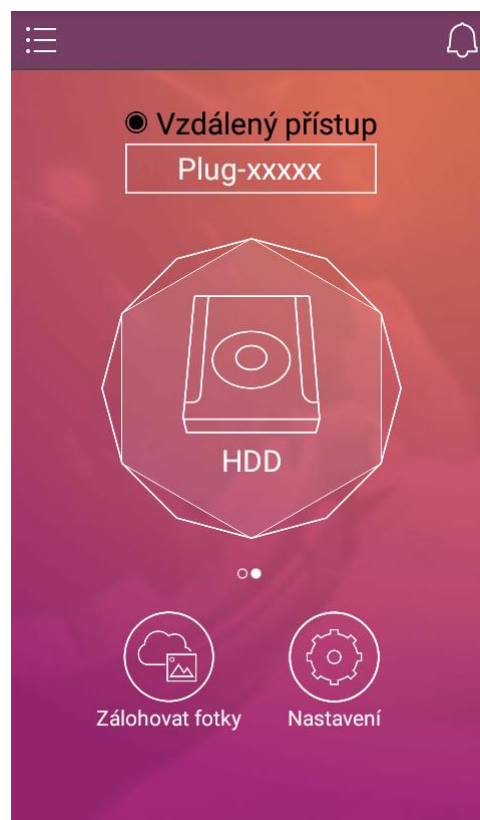 Vzdálený přístup
Plug-xxxxx
HDD
Zálohovat fotky
Nastavení